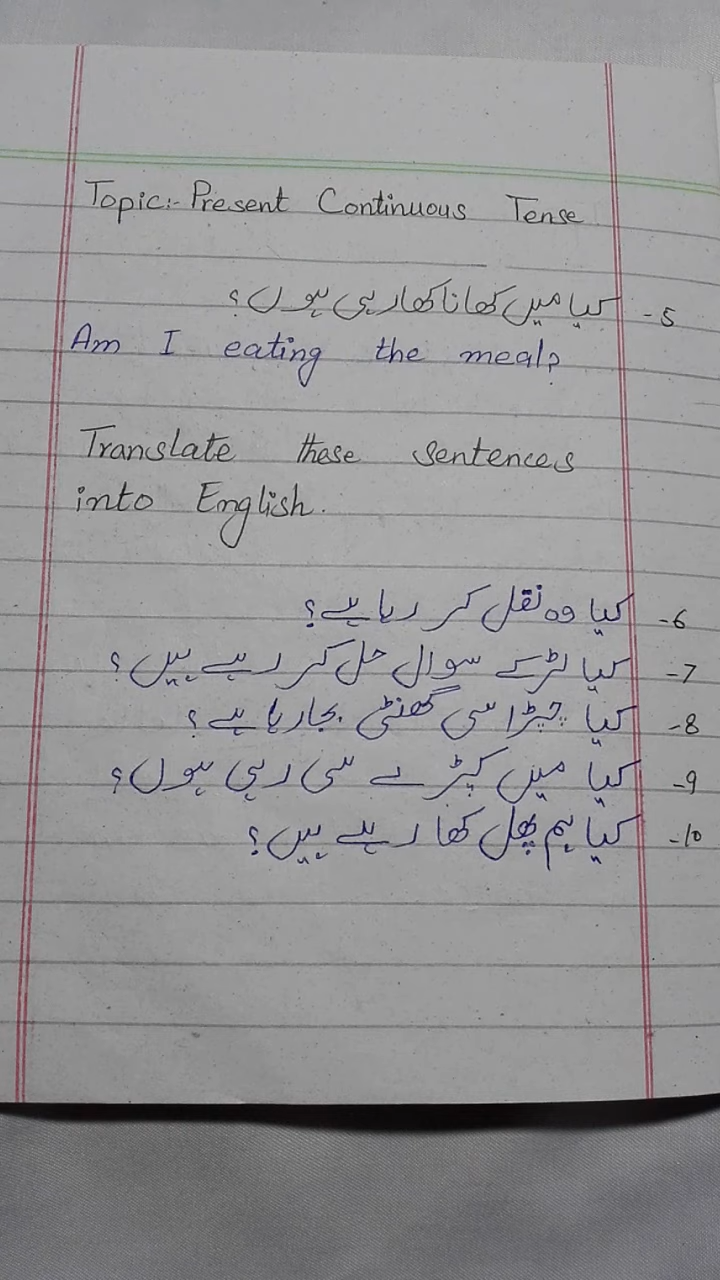 Topic:- Present Continuous Tense
5- کیا میں کھانا کھا رہی ہوں؟
Am I eating the meal?
Translate these sentences
into English.
6- کیا وہ نقل کر رہا ہے؟
7- کیا لڑکے سوال حل کر رہے ہیں؟
8- کیا چپڑاسی گھنٹی بجا رہا ہے؟
9- کیا میں کپڑے سی رہی ہوں؟
10- کیا ہم پھل کھا رہے ہیں؟